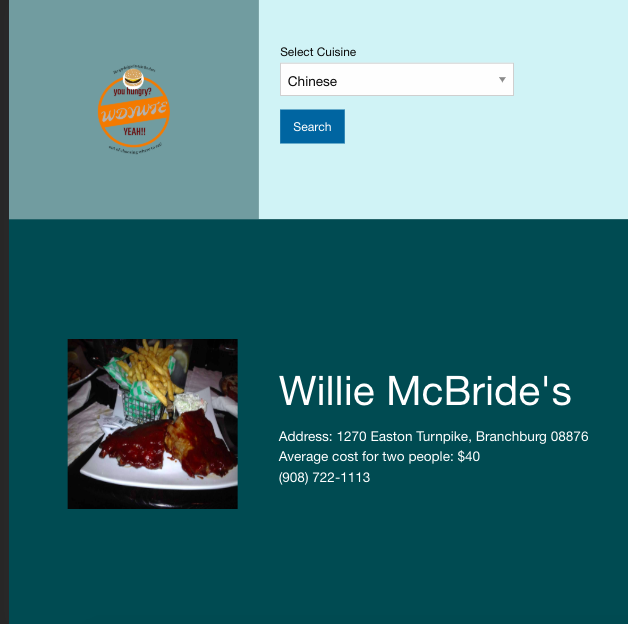 you hungry?
WDYWTE
YEAH!!
Select Cuisine
Chinese
Search
Willie McBride's
Address: 1270 Easton Turnpike, Branchburg 08876
Average cost for two people: $40
(908) 722-1113